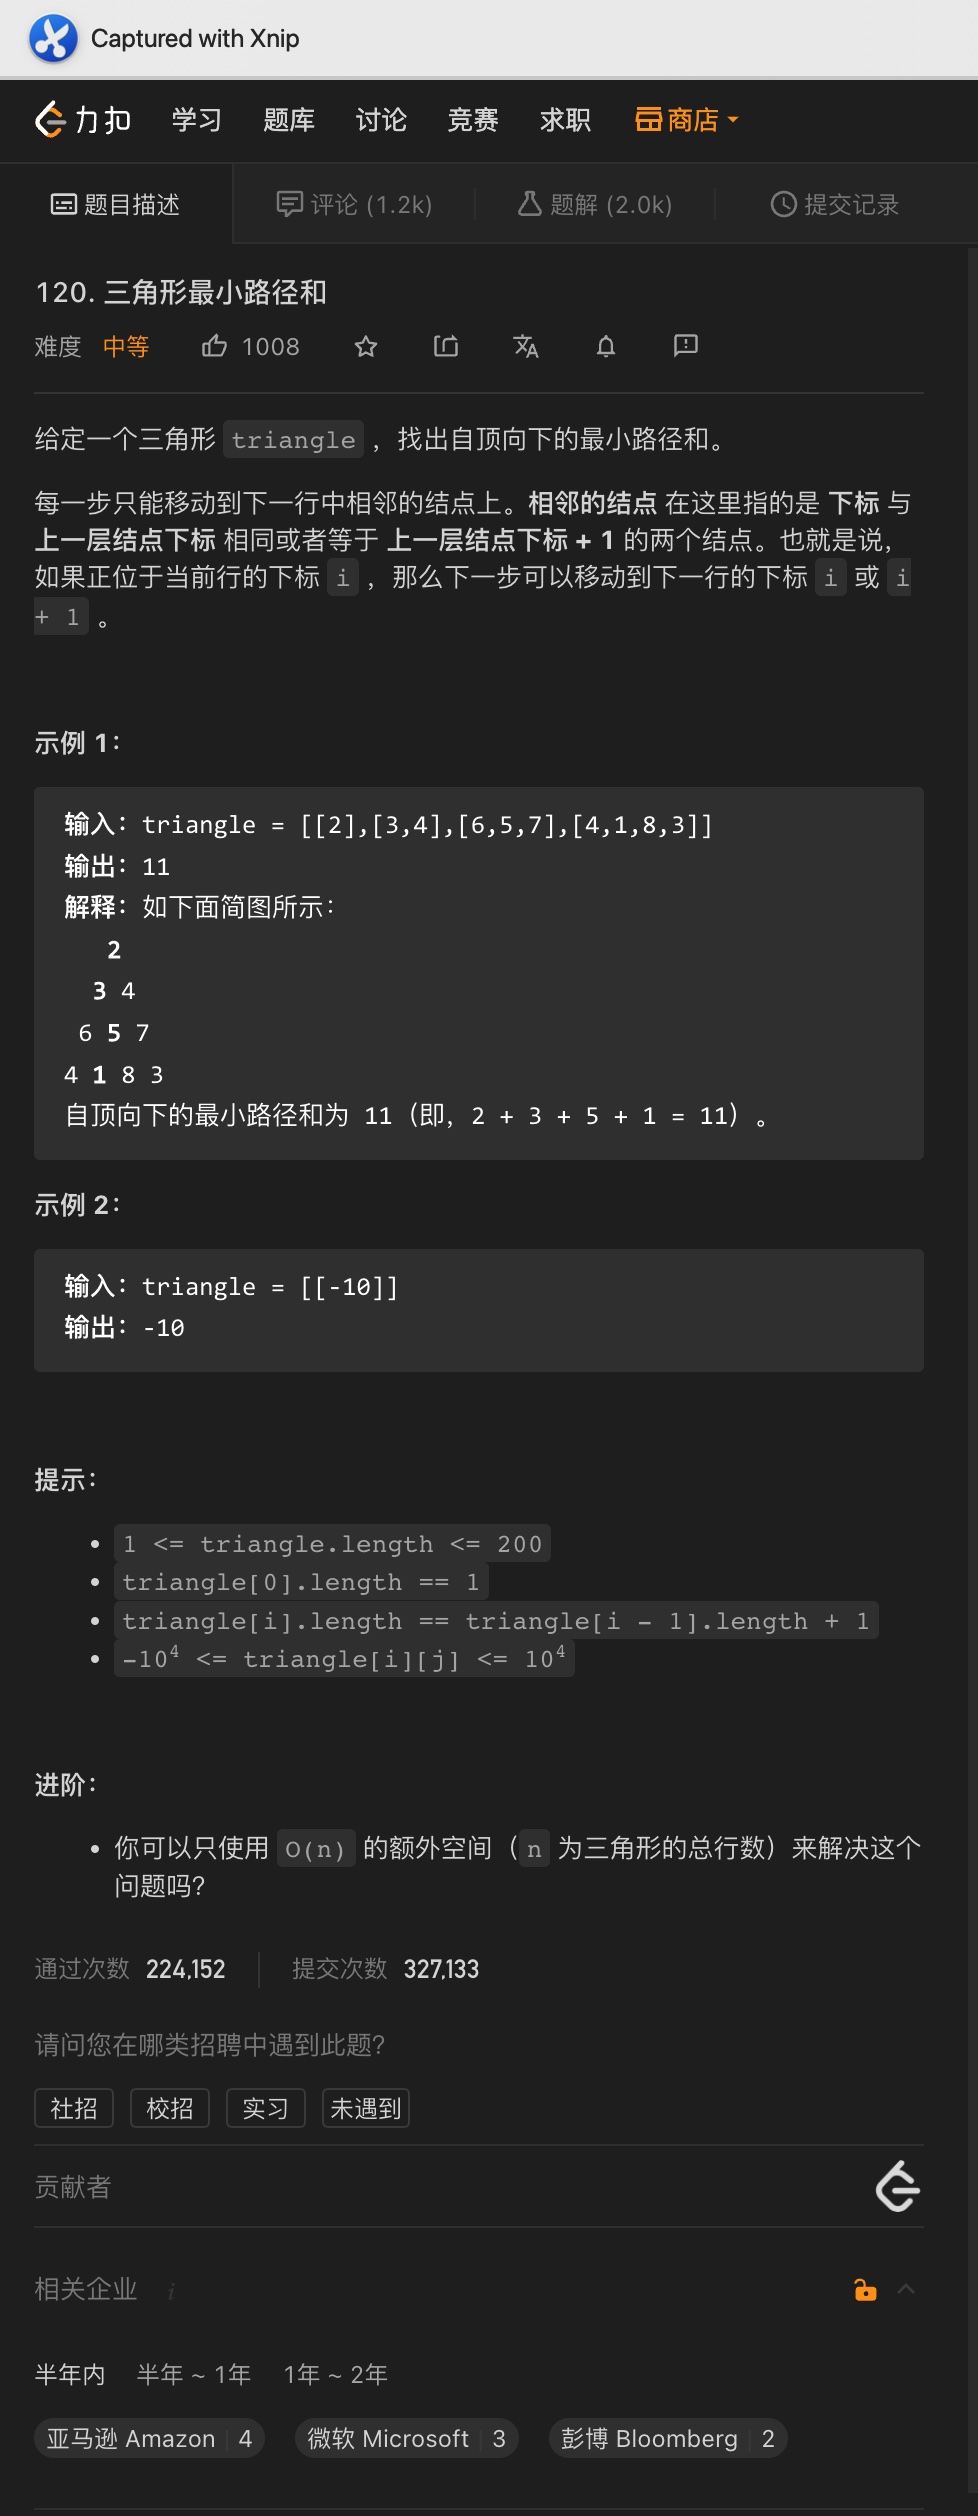 Captured with Xnip
力扣 学习 题库 讨论 竞赛 求职 商店
题目描述 评论 (1.2k) 题解 (2.0k) 提交记录
120. 三角形最小路径和
难度 中等 1008
给定一个三角形 triangle ，找出自顶向下的最小路径和。
每一步只能移动到下一行中相邻的结点上。相邻的结点 在这里指的是 下标 与
上一层结点下标 相同或者等于 上一层结点下标 + 1 的两个结点。也就是说，
如果正位于当前行的下标 i ，那么下一步可以移动到下一行的下标 i 或 i
+ 1 。
示例 1：
输入：triangle = [[2],[3,4],[6,5,7],[4,1,8,3]]
输出：11
解释：如下面简图所示：
2
3 4
6 5 7
4 1 8 3
自顶向下的最小路径和为 11（即，2 + 3 + 5 + 1 = 11）。
示例 2：
输入：triangle = [[-10]]
输出：-10
提示：
• 1 <= triangle.length <= 200
• triangle[0].length == 1
• triangle[i].length == triangle[i - 1].length + 1
• -10⁴ <= triangle[i][j] <= 10⁴
进阶：
• 你可以只使用 O(n) 的额外空间（n 为三角形的总行数）来解决这个
问题吗？
通过次数 224,152 提交次数 327,133
请问您在哪类招聘中遇到此题？
社招 校招 实习 未遇到
贡献者
相关企业 i
半年内 半年 ~ 1年 1年 ~ 2年
亚马逊 Amazon 4 微软 Microsoft 3 彭博 Bloomberg 2